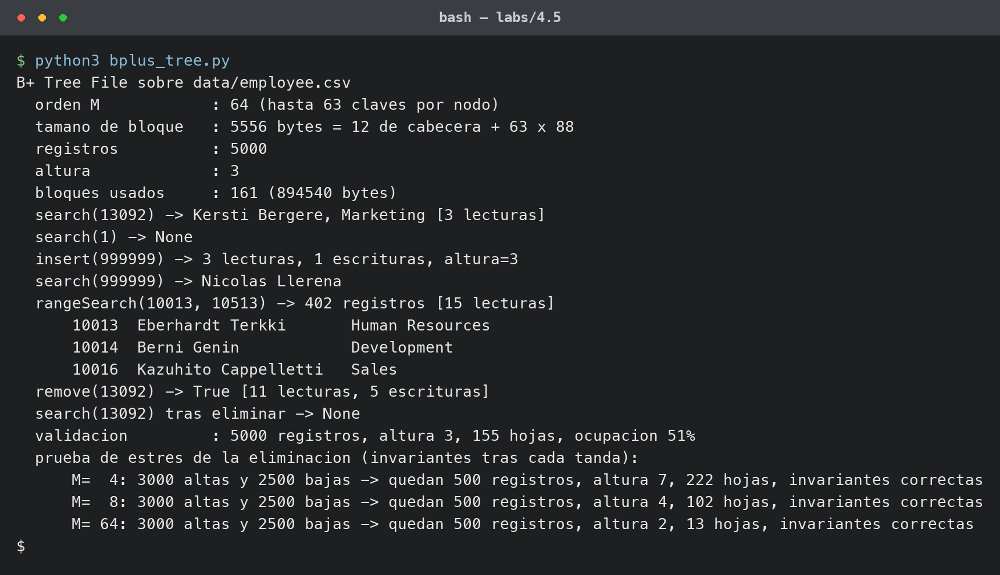 bash — labs/4.5
$ python3 bplus_tree.py
B+ Tree File sobre data/employee.csv
  orden M            : 64 (hasta 63 claves por nodo)
  tamano de bloque   : 5556 bytes = 12 de cabecera + 63 x 88
  registros          : 5000
  altura             : 3
  bloques usados     : 161 (894540 bytes)
  search(13092) —> Kersti Bergere, Marketing [3 lecturas]
  search(1) —> None
  insert(999999) —> 3 lecturas, 1 escrituras, altura=3
  search(999999) —> Nicolas Llerena
  rangeSearch(10013, 10513) —> 402 registros [15 lecturas]
      10013  Eberhardt Terkki       Human Resources
      10014  Berni Genin            Development
      10016  Kazuhito Cappelletti   Sales
  remove(13092) —> True [11 lecturas, 5 escrituras]
  search(13092) tras eliminar —> None
  validacion         : 5000 registros, altura 3, 155 hojas, ocupacion 51%
  prueba de estres de la eliminacion (invariantes tras cada tanda):
      M=  4: 3000 altas y 2500 bajas —> quedan 500 registros, altura 7, 222 hojas, invariantes correctas
      M=  8: 3000 altas y 2500 bajas —> quedan 500 registros, altura 4, 102 hojas, invariantes correctas
      M= 64: 3000 altas y 2500 bajas —> quedan 500 registros, altura 2, 13 hojas, invariantes correctas
$